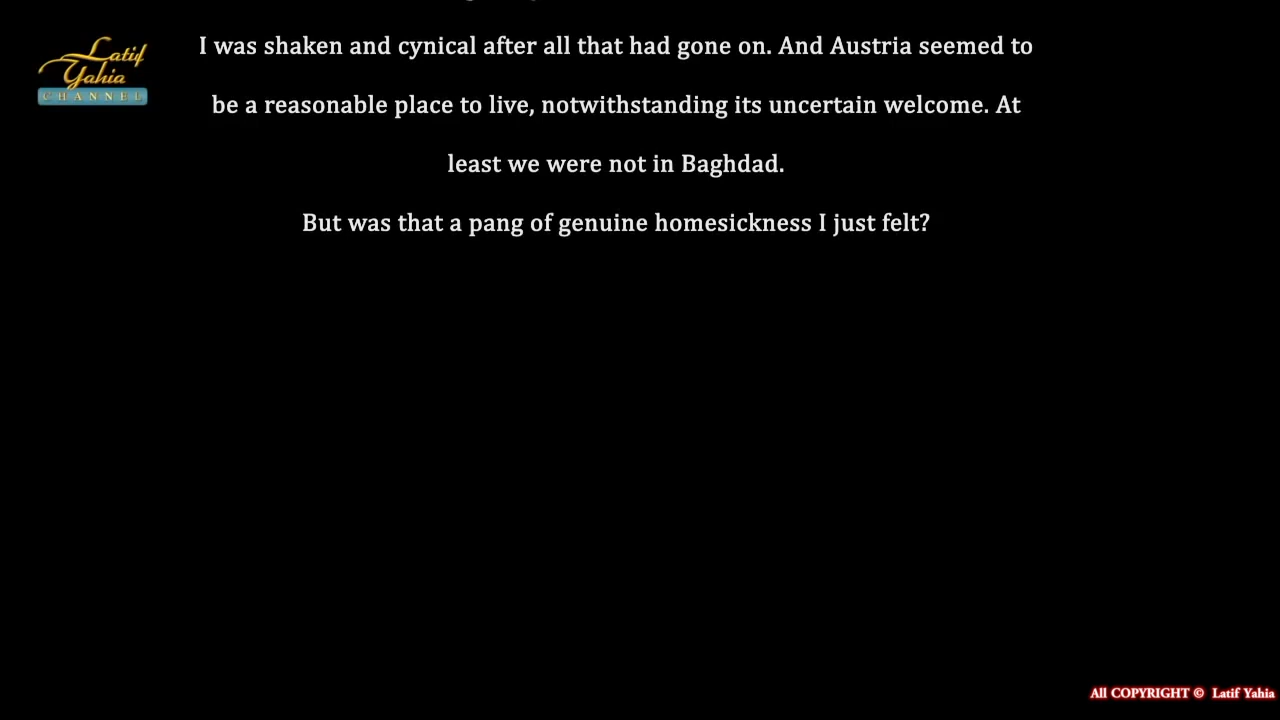 Latif
Yahia
CHANNEL
I was shaken and cynical after all that had gone on. And Austria seemed to
be a reasonable place to live, notwithstanding its uncertain welcome. At
least we were not in Baghdad.
But was that a pang of genuine homesickness I just felt?
All COPYRIGHT © Latif Yahia